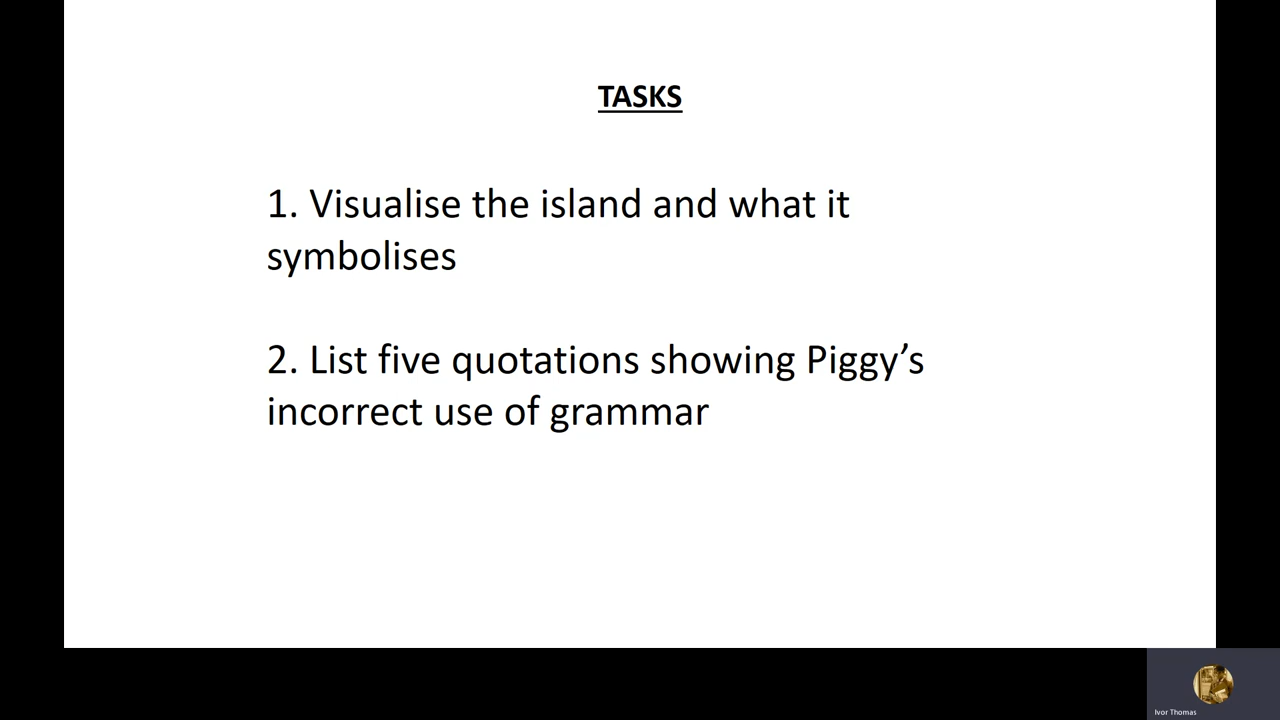 TASKS
1. Visualise the island and what it
symbolises
2. List five quotations showing Piggy’s
incorrect use of grammar
Ivor Thomas